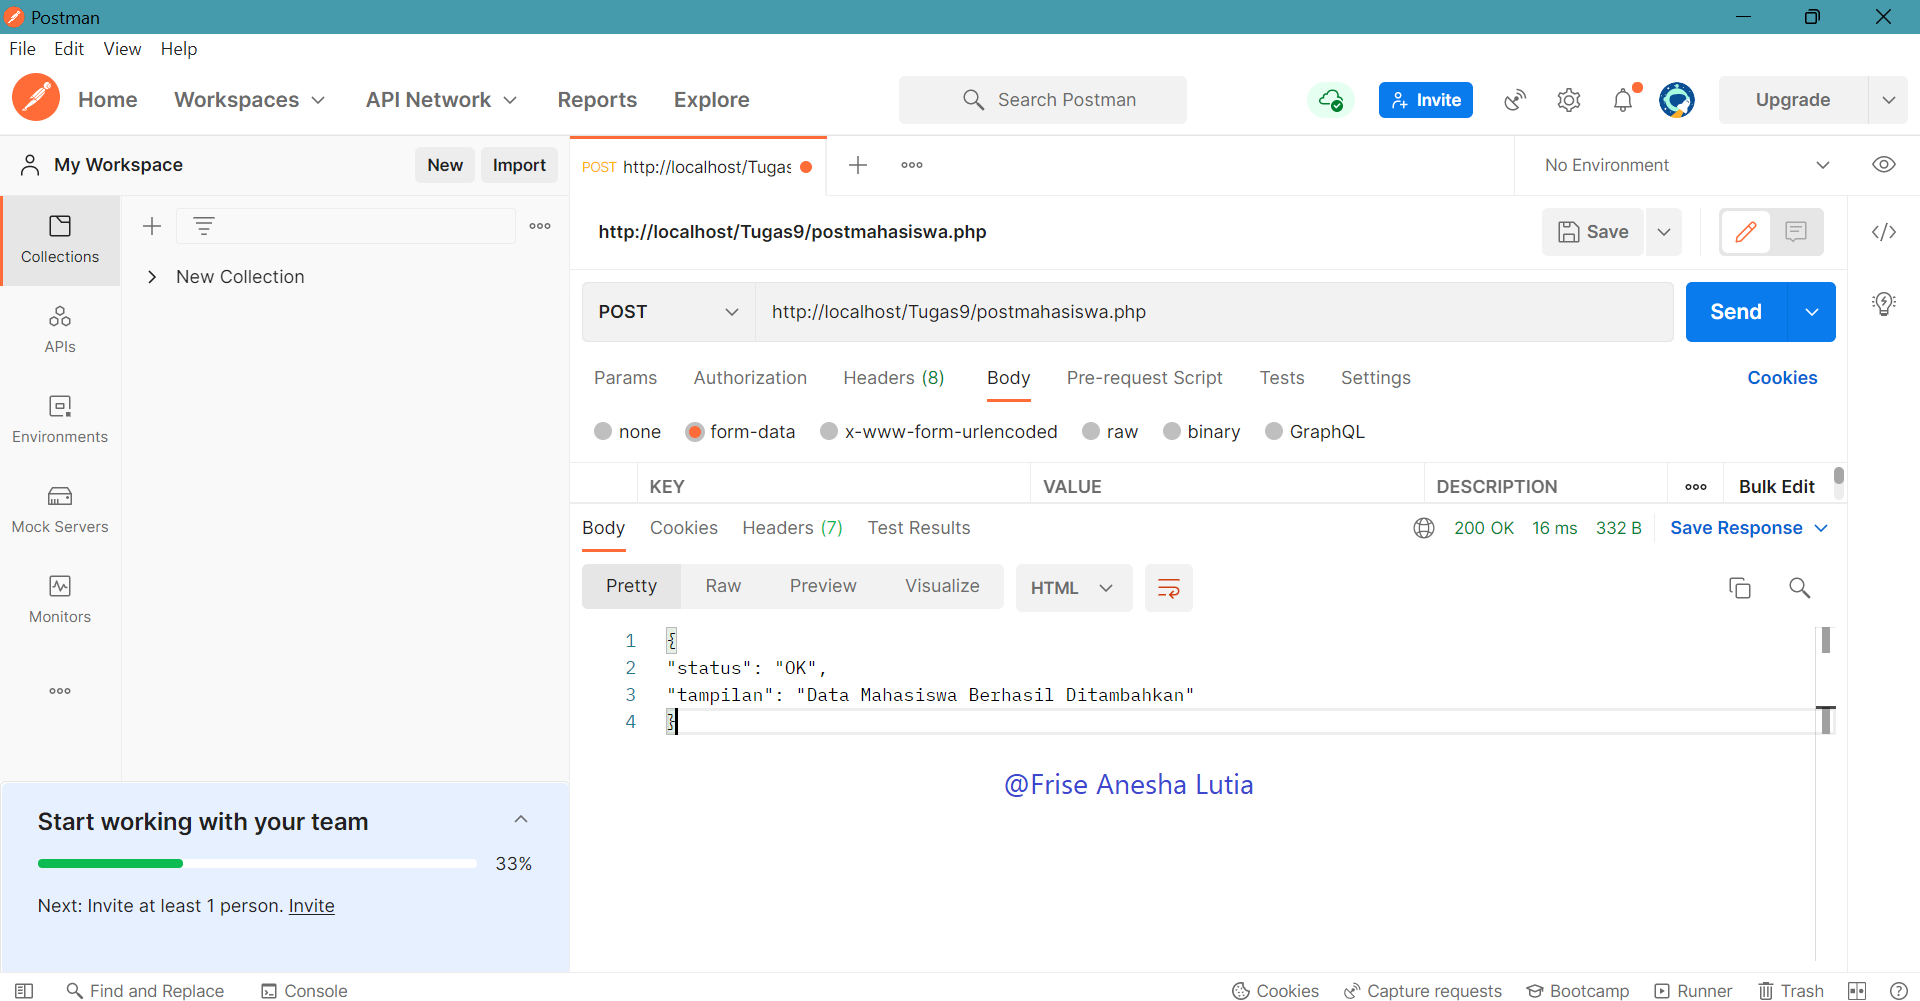 Postman
File Edit View Help
Home Workspaces API Network Reports Explore Search Postman Invite Upgrade
My Workspace New Import POST http://localhost/Tugas No Environment
Collections
New Collection
APIs
Environments
Mock Servers
Monitors
http://localhost/Tugas9/postmahasiswa.php Save
POST http://localhost/Tugas9/postmahasiswa.php Send
Params Authorization Headers (8) Body Pre-request Script Tests Settings Cookies
none form-data x-www-form-urlencoded raw binary GraphQL
KEY VALUE DESCRIPTION Bulk Edit
Body Cookies Headers (7) Test Results 200 OK 16 ms 332 B Save Response
Pretty Raw Preview Visualize HTML
1 {
2 "status": "OK",
3 "tampilan": "Data Mahasiswa Berhasil Ditambahkan"
4 }
@Frise Anesha Lutia
Start working with your team
33%
Next: Invite at least 1 person. Invite
Find and Replace Console Cookies Capture requests Bootcamp Runner Trash